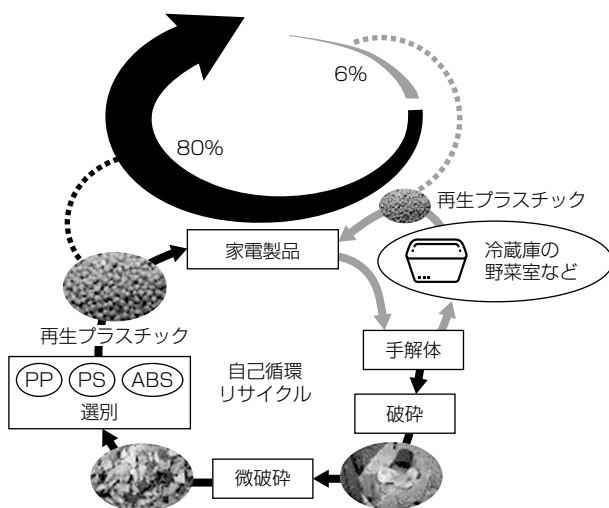 6%
80%
再生プラスチック
家電製品
冷蔵庫の
野菜室など
再生プラスチック
手解体
PP PS ABS
選別
自己循環
リサイクル
破砕
微破砕